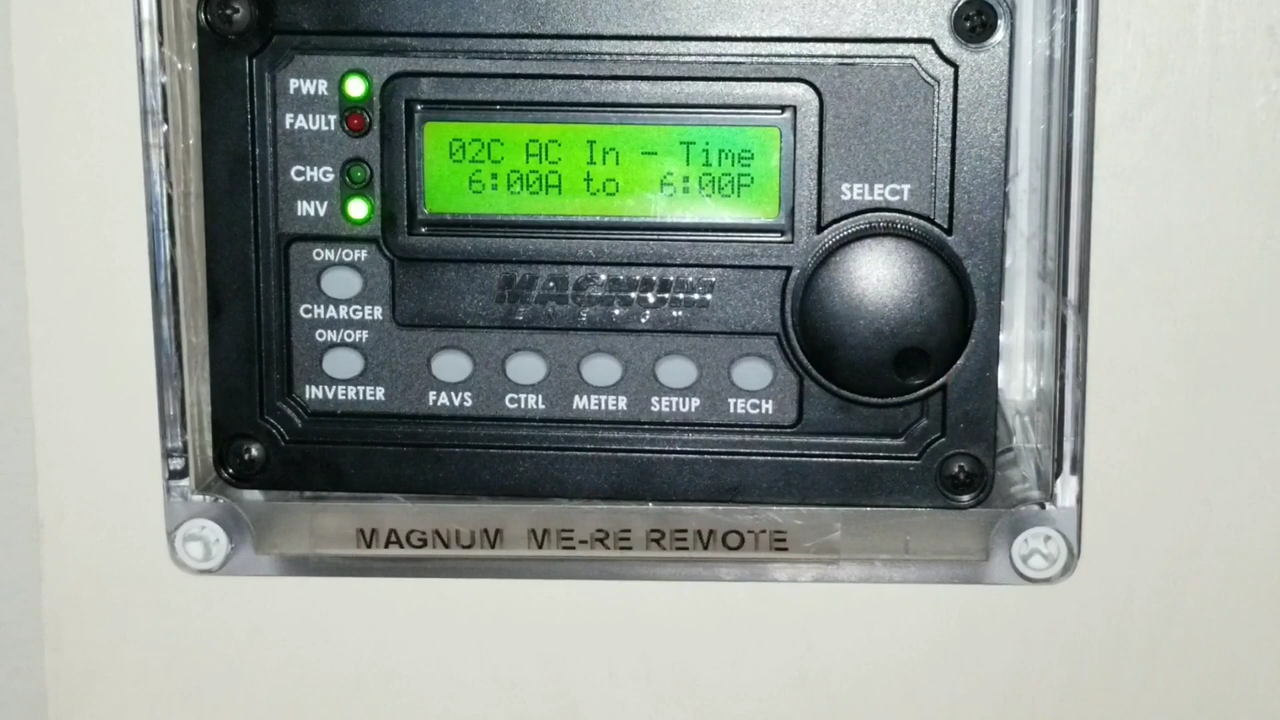 PWR
FAULT
CHG
INV
02C AC In - Time
6:00A to 6:00P
SELECT
ON/OFF
CHARGER
ON/OFF
INVERTER
MAGNUM
ENERGY
FAVS
CTRL
METER
SETUP
TECH
MAGNUM ME-RE REMOTE